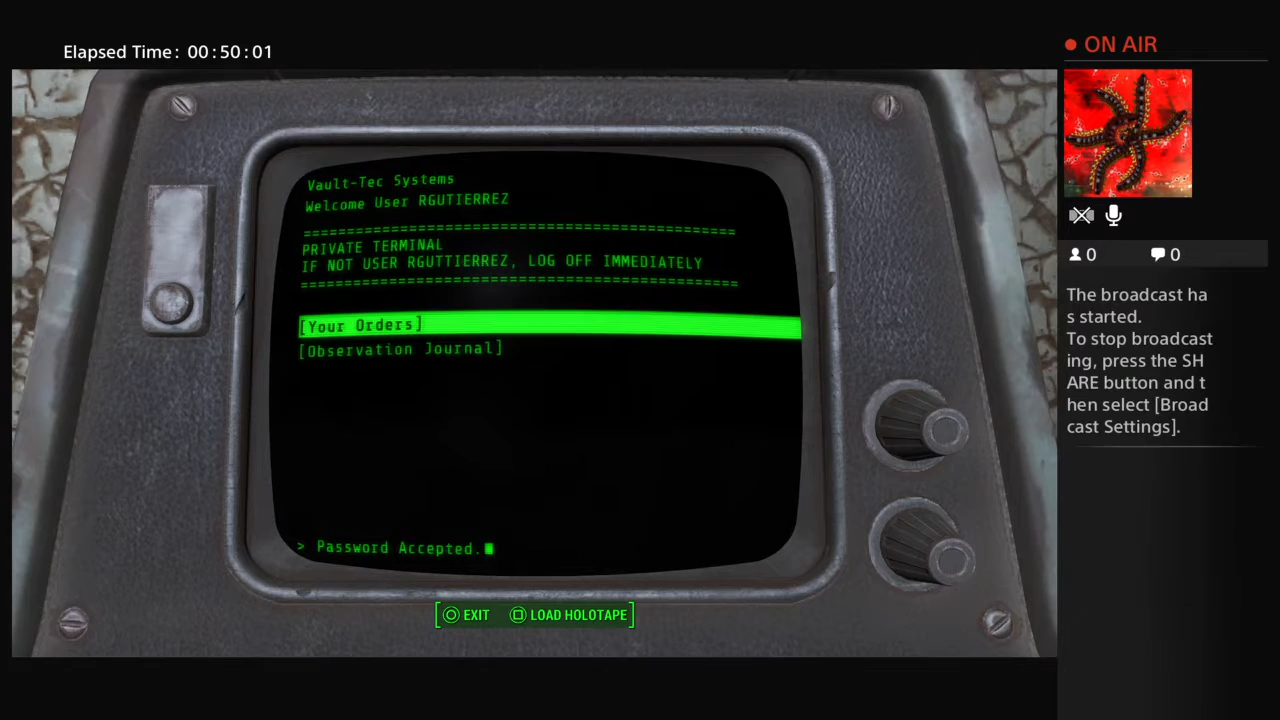 Elapsed Time: 00:50:01
ON AIR
Vault-Tec Systems
Welcome User RGUTIERREZ
=============================================
PRIVATE TERMINAL
IF NOT USER RGUTTIERREZ, LOG OFF IMMEDIATELY
=============================================
[Your Orders]
[Observation Journal]
> Password Accepted.
[EXIT LOAD HOLOTAPE]
0 0
The broadcast ha
s started.
To stop broadcast
ing, press the SH
ARE button and t
hen select [Broad
cast Settings].